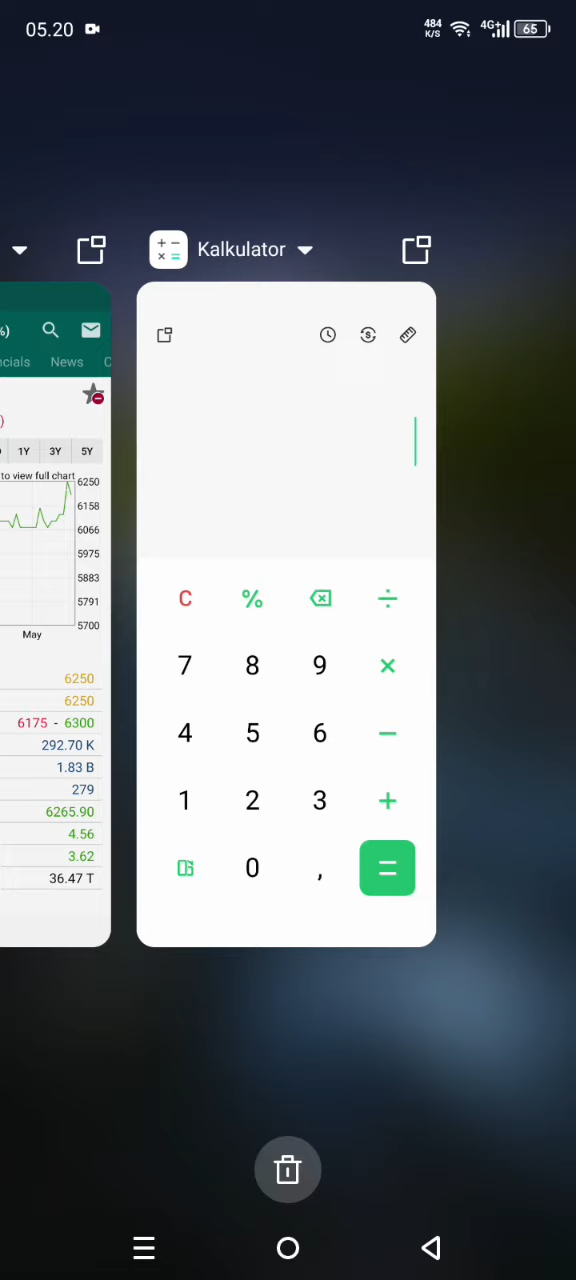 05.20
484
K/S
4G+
65
Kalkulator
%)
ncials News C
)
1Y 3Y 5Y
to view full chart
6250
6158
6066
5975
5883
5791
5700
May
6250
6250
6175 - 6300
292.70 K
1.83 B
279
6265.90
4.56
3.62
36.47 T
C % ÷
7 8 9 ×
4 5 6 −
1 2 3 +
0 , =